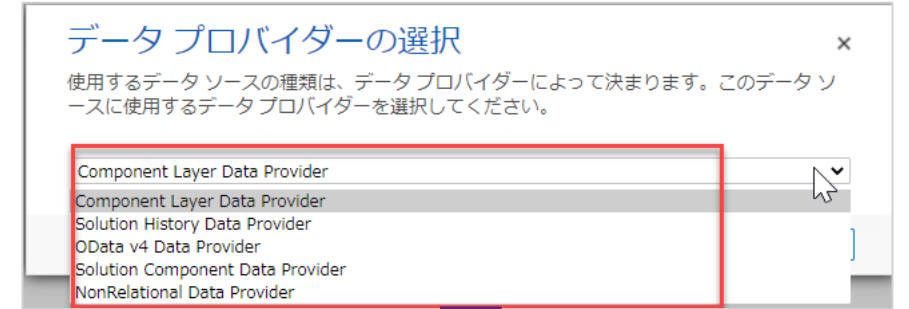 データ プロバイダーの選択
×
使用するデータ ソースの種類は、データ プロバイダーによって決まります。このデータ ソ
ースに使用するデータ プロバイダーを選択してください。
Component Layer Data Provider
Component Layer Data Provider
Solution History Data Provider
OData v4 Data Provider
Solution Component Data Provider
NonRelational Data Provider